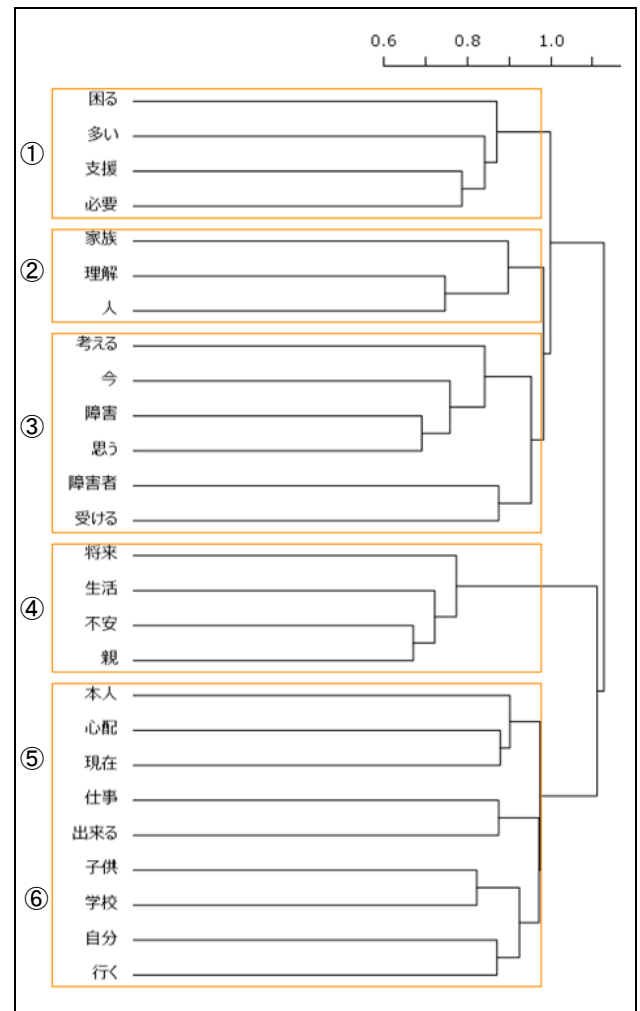 0.6 0.8 1.0
困る
多い
① 支援
必要
家族
② 理解
人
考える
今
障害
③ 思う
障害者
受ける
将来
生活
④ 不安
親
本人
心配
⑤ 現在
仕事
出来る
子供
⑥ 学校
自分
行く